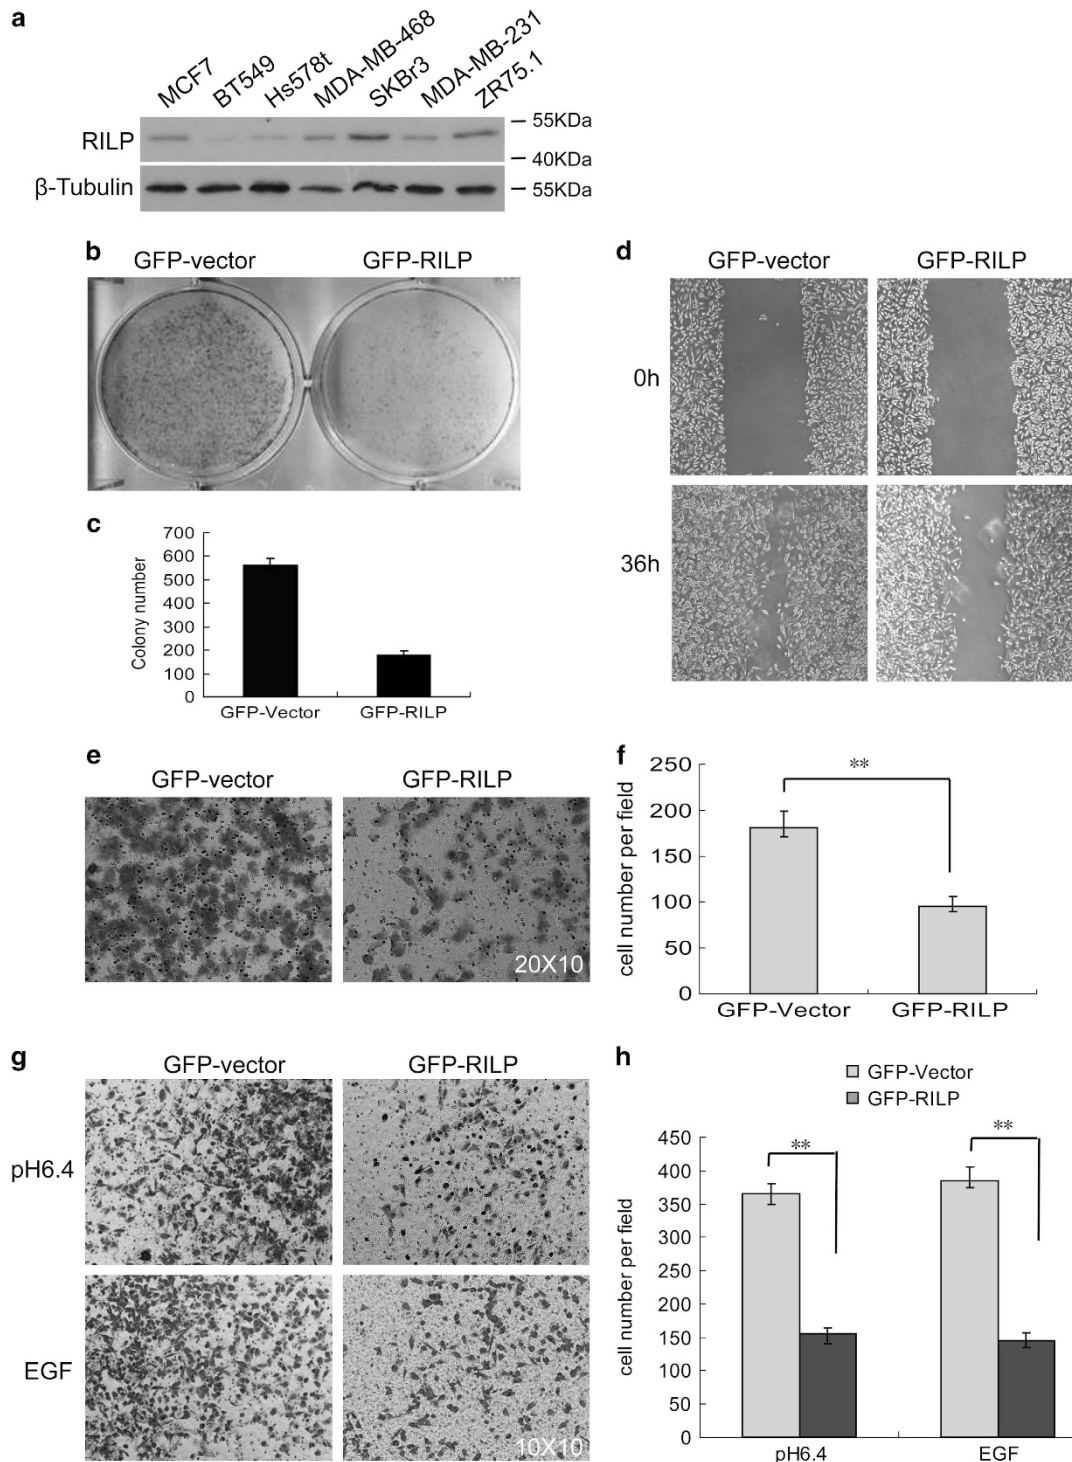 a
MCF7 BT549 Hs578t MDA-MB-468 SKBr3 MDA-MB-231 ZR75.1
RILP
55KDa
40KDa
β-Tubulin
55KDa
b
GFP-vector GFP-RILP
c
Colony number
700
600
500
400
300
200
100
0
GFP-Vector GFP-RILP
d
GFP-vector GFP-RILP
0h
36h
e
GFP-vector GFP-RILP
20X10
f
cell number per field
250
200
150
100
50
0
**
GFP-Vector GFP-RILP
g
GFP-vector GFP-RILP
pH6.4
EGF
10X10
h
GFP-Vector
GFP-RILP
cell number per field
450
400
350
300
250
200
150
100
50
0
** **
pH6.4 EGF